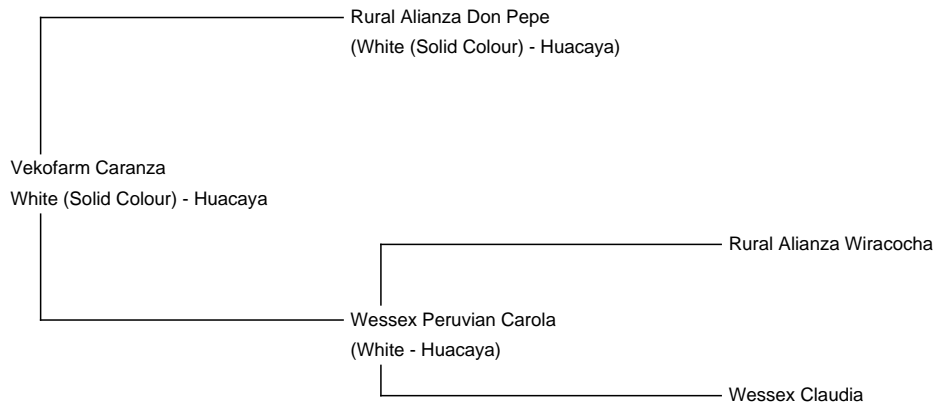 Rural Alianza Don Pepe
(White (Solid Colour) - Huacaya)
Vekofarm Caranza
White (Solid Colour) - Huacaya
Rural Alianza Wiracocha
Wessex Peruvian Carola
(White - Huacaya)
Wessex Claudia